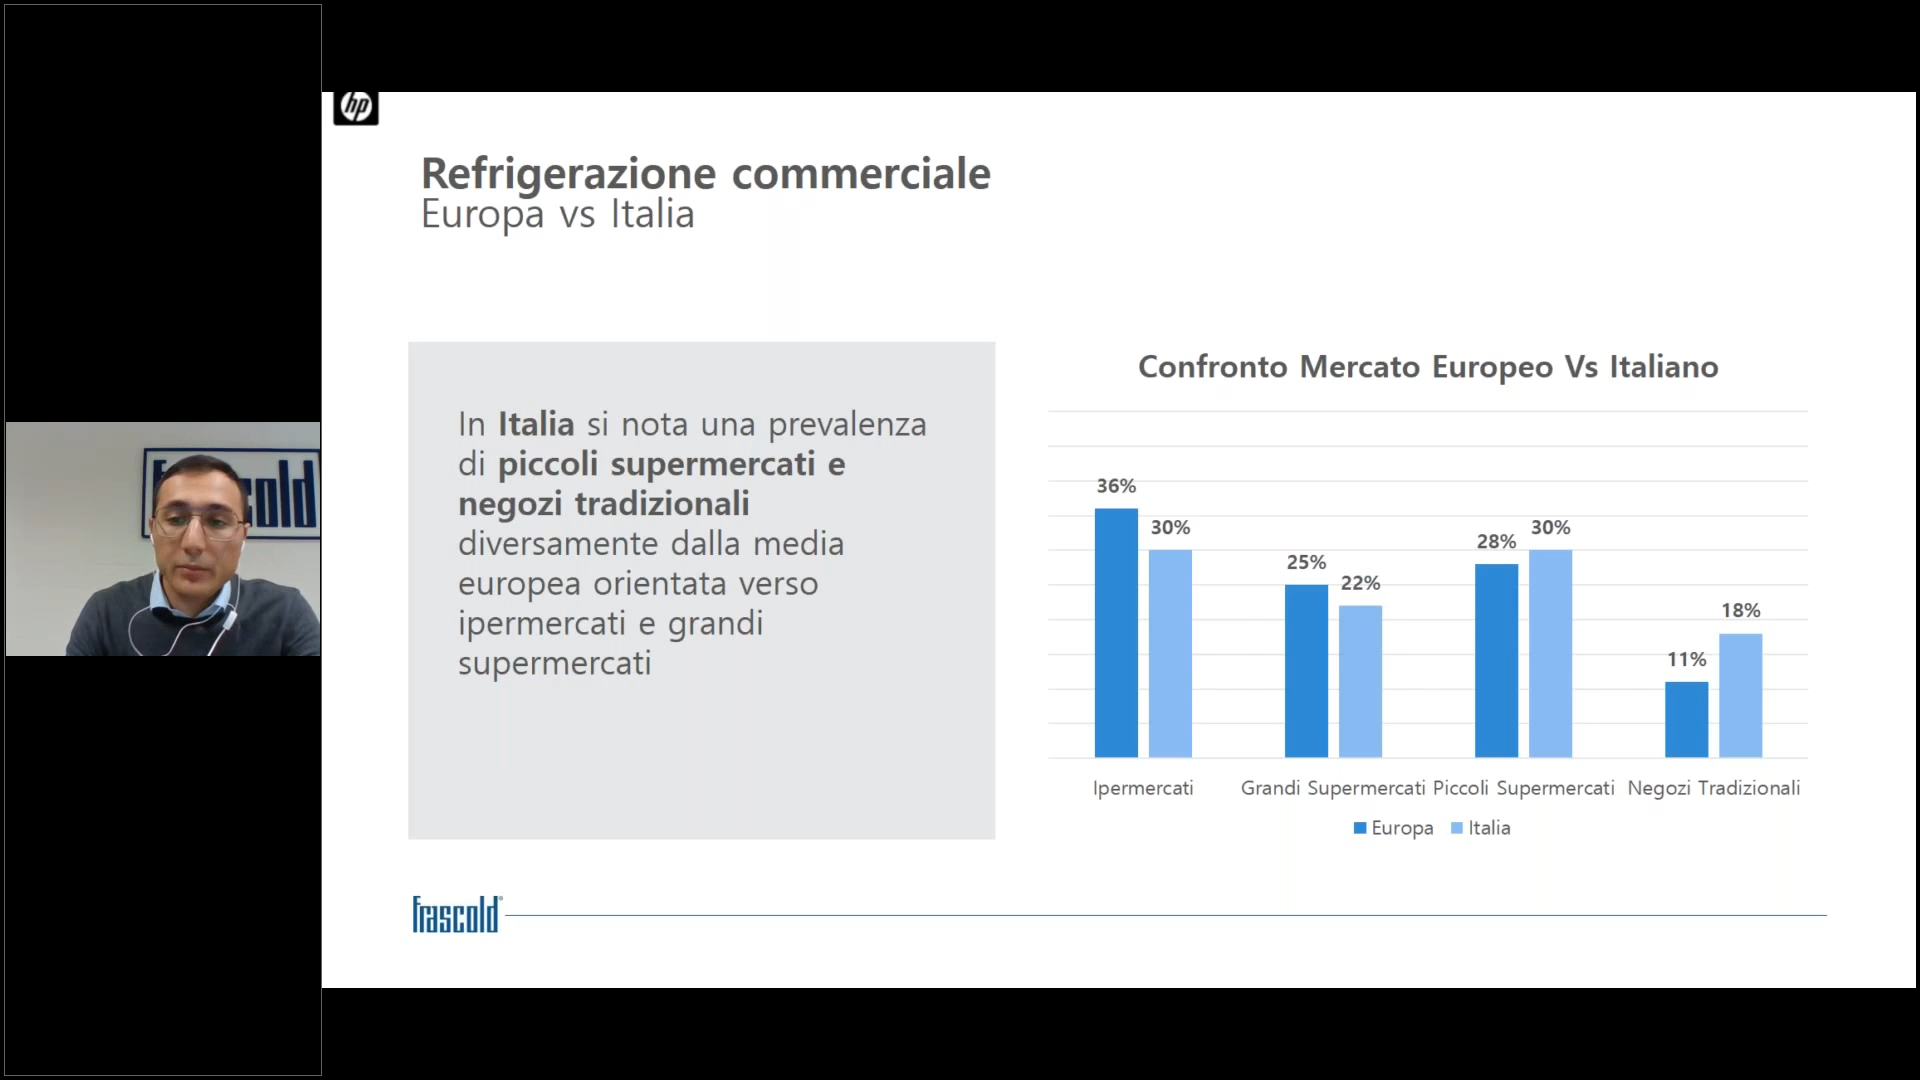 hp
Refrigerazione commerciale
Europa vs Italia
In Italia si nota una prevalenza
di piccoli supermercati e
negozi tradizionali
diversamente dalla media
europea orientata verso
ipermercati e grandi
supermercati
Confronto Mercato Europeo Vs Italiano
36%
30%
25%
22%
28%
30%
11%
18%
Ipermercati
Grandi Supermercati
Piccoli Supermercati
Negozi Tradizionali
Europa
Italia
frascold